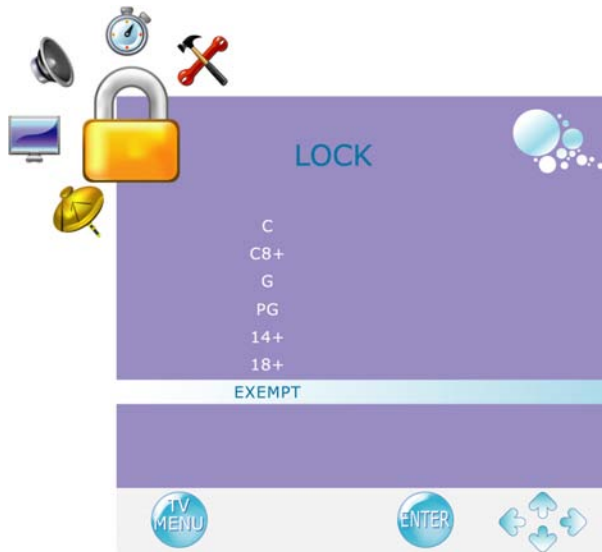 LOCK
C
C8+
G
PG
14+
18+
EXEMPT
TV
MENU
ENTER